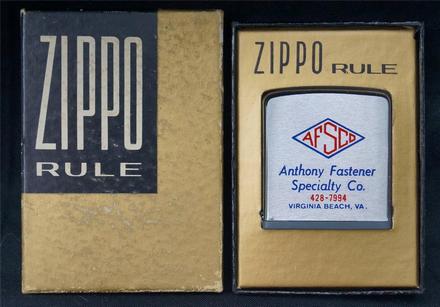 ZIPPO
RULE
ZIPPO RULE
AFSCO
Anthony Fastener
Specialty Co.
428-7994
VIRGINIA BEACH, VA.